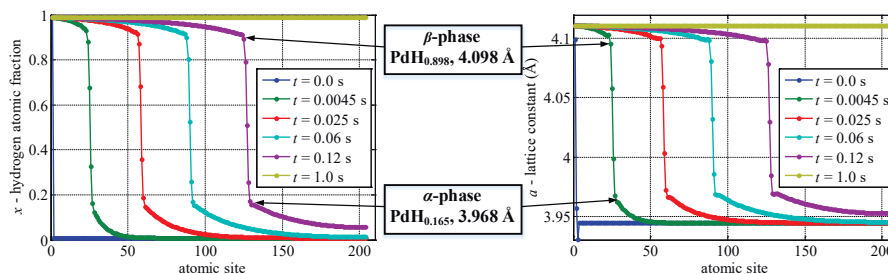 x - hydrogen atomic fraction
1
0.8
0.6
0.4
0.2
0
0
50
100
150
200
atomic site
t = 0.0 s
t = 0.0045 s
t = 0.025 s
t = 0.06 s
t = 0.12 s
t = 1.0 s
β-phase
PdH0.898, 4.098 Å
α-phase
PdH0.165, 3.968 Å
a - lattice constant (Å)
4.1
4.05
4
3.95
0
50
100
150
200
atomic site
t = 0.0 s
t = 0.0045 s
t = 0.025 s
t = 0.06 s
t = 0.12 s
t = 1.0 s